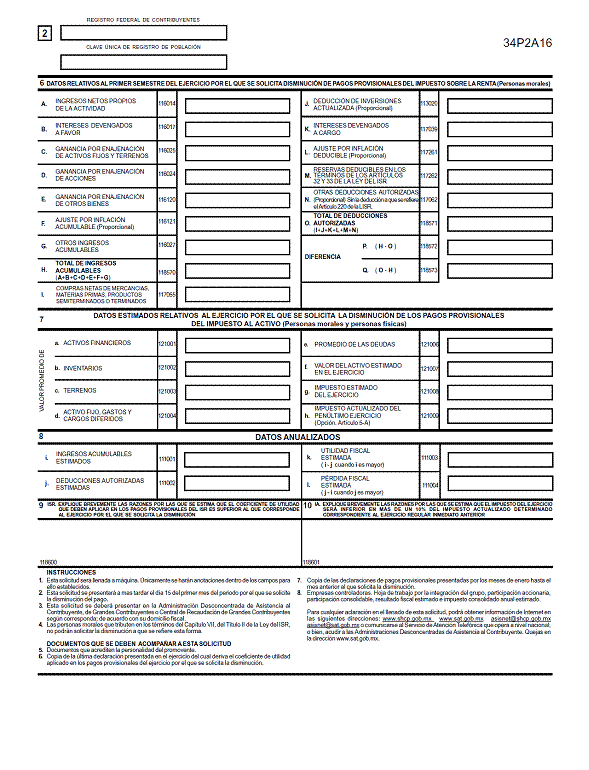 REGISTRO FEDERAL DE CONTRIBUYENTES
2
CLAVE ÚNICA DE REGISTRO DE POBLACIÓN
34P2A16
6 DATOS RELATIVOS AL PRIMER SEMESTRE DEL EJERCICIO POR EL QUE SE SOLICITA DISMINUCIÓN DE PAGOS PROVISIONALES DEL IMPUESTO SOBRE LA RENTA (Personas morales)
A. INGRESOS NETOS PROPIOS
DE LA ACTIVIDAD
116014
B. INTERESES DEVENGADOS
A FAVOR
116017
C. GANANCIA POR ENAJENACIÓN
DE ACTIVOS FIJOS Y TERRENOS
116025
D. GANANCIA POR ENAJENACIÓN
DE ACCIONES
116024
E. GANANCIA POR ENAJENACIÓN
DE OTROS BIENES
116120
F. AJUSTE POR INFLACIÓN
ACUMULABLE (Proporcional)
116121
G. OTROS INGRESOS
ACUMULABLES
116027
H. TOTAL DE INGRESOS
ACUMULABLES
(A+B+C+D+E+F+G)
118570
I. COMPRAS NETAS DE MERCANCÍAS,
MATERIAS PRIMAS, PRODUCTOS
SEMITERMINADOS O TERMINADOS
117055
J. DEDUCCIÓN DE INVERSIONES
ACTUALIZADA (Proporcional)
113020
K. INTERESES DEVENGADOS
A CARGO
117039
L. AJUSTE POR INFLACIÓN
DEDUCIBLE (Proporcional)
117261
M. RESERVAS DEDUCIBLES EN LOS
TÉRMINOS DE LOS ARTÍCULOS
32 Y 33 DE LA LEY DEL ISR
117262
N. OTRAS DEDUCCIONES AUTORIZADAS
(Proporcional) Sin la deducción a que se refiere
el Artículo 220 de la LISR.
117062
O. TOTAL DE DEDUCCIONES
AUTORIZADAS
(I+J+K+L+M+N)
118571
DIFERENCIA
P. ( H - O )
118572
Q. ( O - H )
118573
7 DATOS ESTIMADOS RELATIVOS AL EJERCICIO POR EL QUE SE SOLICITA LA DISMINUCIÓN DE LOS PAGOS PROVISIONALES
DEL IMPUESTO AL ACTIVO (Personas morales y personas físicas)
VALOR PROMEDIO DE
a. ACTIVOS FINANCIEROS
121001
b. INVENTARIOS
121002
c. TERRENOS
121003
d. ACTIVO FIJO, GASTOS Y
CARGOS DIFERIDOS
121004
e. PROMEDIO DE LAS DEUDAS
121006
f. VALOR DEL ACTIVO ESTIMADO
EN EL EJERCICIO
121007
g. IMPUESTO ESTIMADO
DEL EJERCICIO
121008
h. IMPUESTO ACTUALIZADO DEL
PENÚLTIMO EJERCICIO
(Opción. Artículo 5-A)
121009
8 DATOS ANUALIZADOS
i. INGRESOS ACUMULABLES
ESTIMADOS
111001
j. DEDUCCIONES AUTORIZADAS
ESTIMADAS
111002
k. UTILIDAD FISCAL
ESTIMADA
( i - j cuando i es mayor)
111003
l. PÉRDIDA FISCAL
ESTIMADA
( j - i cuando j es mayor)
111004
9 ISR. EXPLIQUE BREVEMENTE LAS RAZONES POR LAS QUE SE ESTIMA QUE EL COEFICIENTE DE UTILIDAD
QUE DEBEN APLICAR EN LOS PAGOS PROVISIONALES DEL ISR ES SUPERIOR AL QUE CORRESPONDE
AL EJERCICIO POR EL QUE SE SOLICITA LA DISMINUCIÓN
118600
10 IA. EXPLIQUE BREVEMENTE LAS RAZONES POR LAS QUE SE ESTIMA QUE EL IMPUESTO DEL EJERCICIO
SERÁ INFERIOR EN MÁS DE UN 10% DEL IMPUESTO ACTUALIZADO DETERMINADO
CORRESPONDIENTE AL EJERCICIO REGULAR INMEDIATO ANTERIOR
118601
INSTRUCCIONES
1. Esta solicitud será llenada a máquina. Únicamente se harán anotaciones dentro de los campos para
ello establecidos.
2. Esta solicitud se presentará a mas tardar el día 15 del primer mes del período por el que se solicite
la disminución del pago.
3. Esta solicitud se deberá presentar en la Administración Desconcentrada de Asistencia al
Contribuyente, de Grandes Contribuyentes o Central de Recaudación de Grandes Contribuyentes
según corresponda; de acuerdo con su domicilio fiscal.
4. Las personas morales que tributen en los términos del Capítulo VII, del Título II de la Ley del ISR,
no podrán solicitar la disminución a que se refiere esta forma.
DOCUMENTOS QUE SE DEBEN ACOMPAÑAR A ESTA SOLICITUD
5. Documentos que acrediten la personalidad del promovente.
6. Copia de la última declaración presentada en el ejercicio del cual deriva el coeficiente de utilidad
aplicado en los pagos provisionales del ejercicio por el que se solicita la disminución.
7. Copia de las declaraciones de pagos provisionales presentadas por los meses de enero hasta el
mes anterior al que solicita la disminución.
8. Empresas controladoras. Hoja de trabajo por la integración del grupo, participación accionaria,
participación consolidable, resultado fiscal estimado e impuesto consolidado anual estimado.
Para cualquier aclaración en el llenado de esta solicitud, podrá obtener información de Internet en
las siguientes direcciones: www.shcp.gob.mx www.sat.gob.mx asisnet@shcp.gob.mx
asisnet@sat.gob.mx o comunicarse al Servicio de Atención Telefónica que opera a nivel nacional,
o bien, acudir a las Administraciones Desconcentradas de Asistencia al Contribuyente. Quejas en
la dirección www.sat.gob.mx.